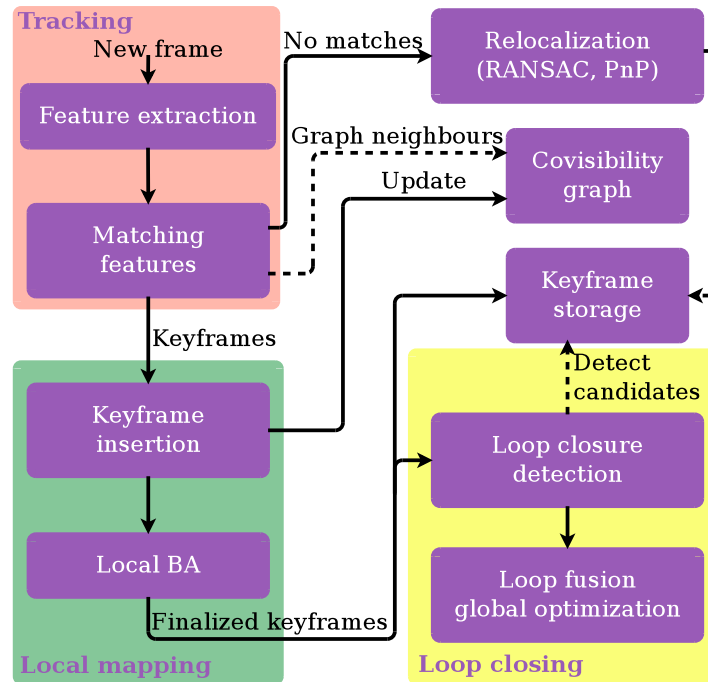 Tracking
New frame
Feature extraction
Matching
features
No matches
Relocalization
(RANSAC, PnP)
Graph neighbours
Covisibility
graph
Update
Keyframe
storage
Keyframes
Keyframe
insertion
Local BA
Finalized keyframes
Local mapping
Detect
candidates
Loop closure
detection
Loop fusion
global optimization
Loop closing